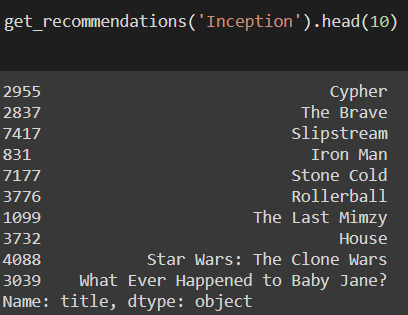 get_recommendations('Inception').head(10)
2955 Cypher
2837 The Brave
7417 Slipstream
831 Iron Man
7177 Stone Cold
3776 Rollerball
1099 The Last Mimzy
3732 House
4088 Star Wars: The Clone Wars
3039 What Ever Happened to Baby Jane?
Name: title, dtype: object